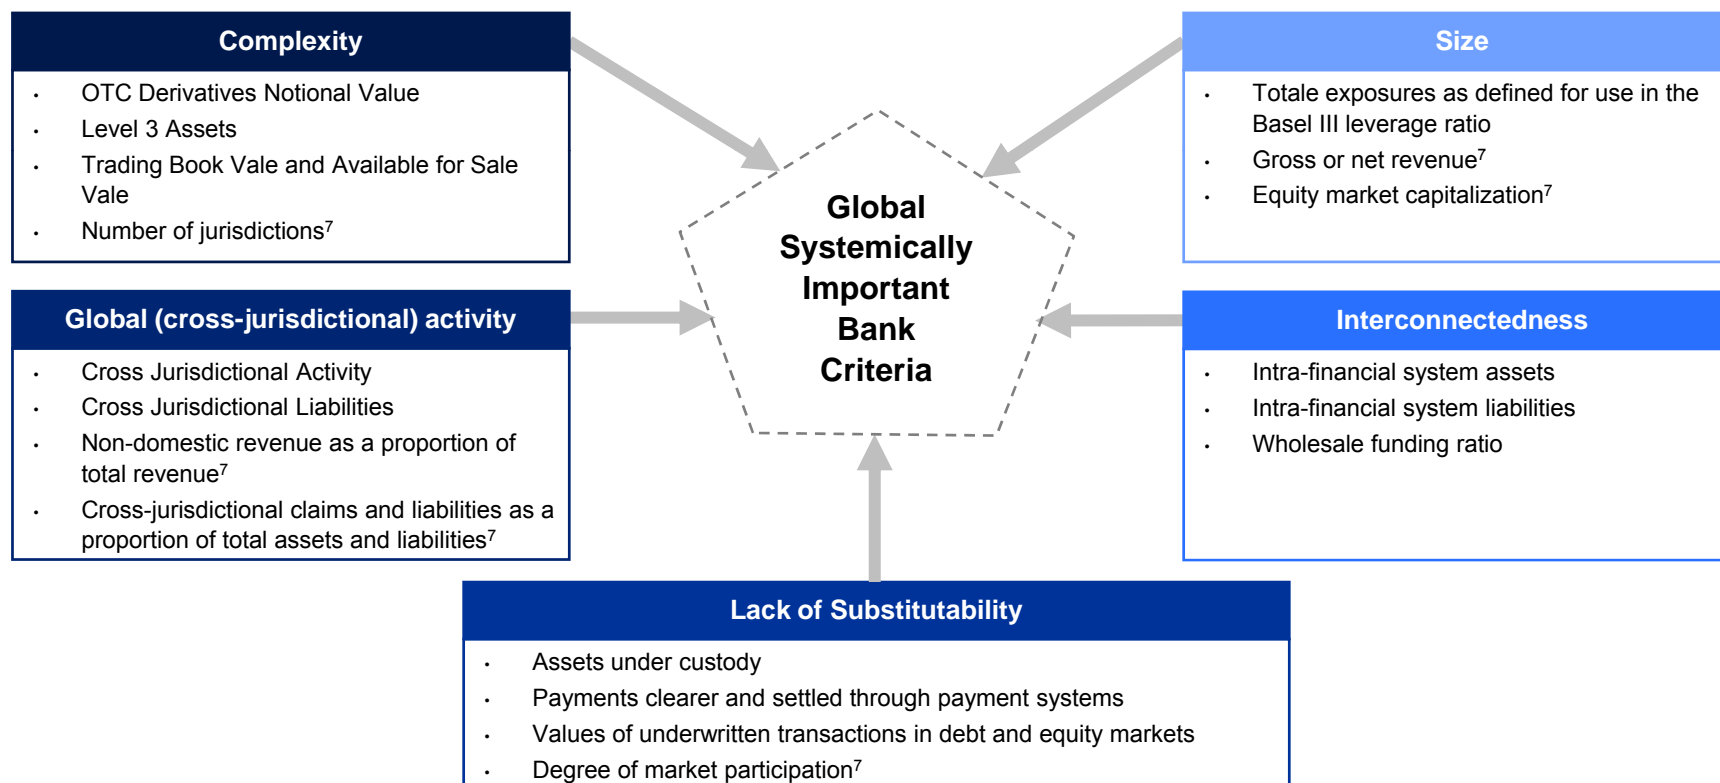 Complexity
· OTC Derivatives Notional Value
· Level 3 Assets
· Trading Book Vale and Available for Sale
Vale
· Number of jurisdictions⁷
Size
· Totale exposures as defined for use in the
Basel III leverage ratio
· Gross or net revenue⁷
· Equity market capitalization⁷
Global
Systemically
Important
Bank
Criteria
Global (cross-jurisdictional) activity
· Cross Jurisdictional Activity
· Cross Jurisdictional Liabilities
· Non-domestic revenue as a proportion of
total revenue⁷
· Cross-jurisdictional claims and liabilities as a
proportion of total assets and liabilities⁷
Interconnectedness
· Intra-financial system assets
· Intra-financial system liabilities
· Wholesale funding ratio
Lack of Substitutability
· Assets under custody
· Payments clearer and settled through payment systems
· Values of underwritten transactions in debt and equity markets
· Degree of market participation⁷